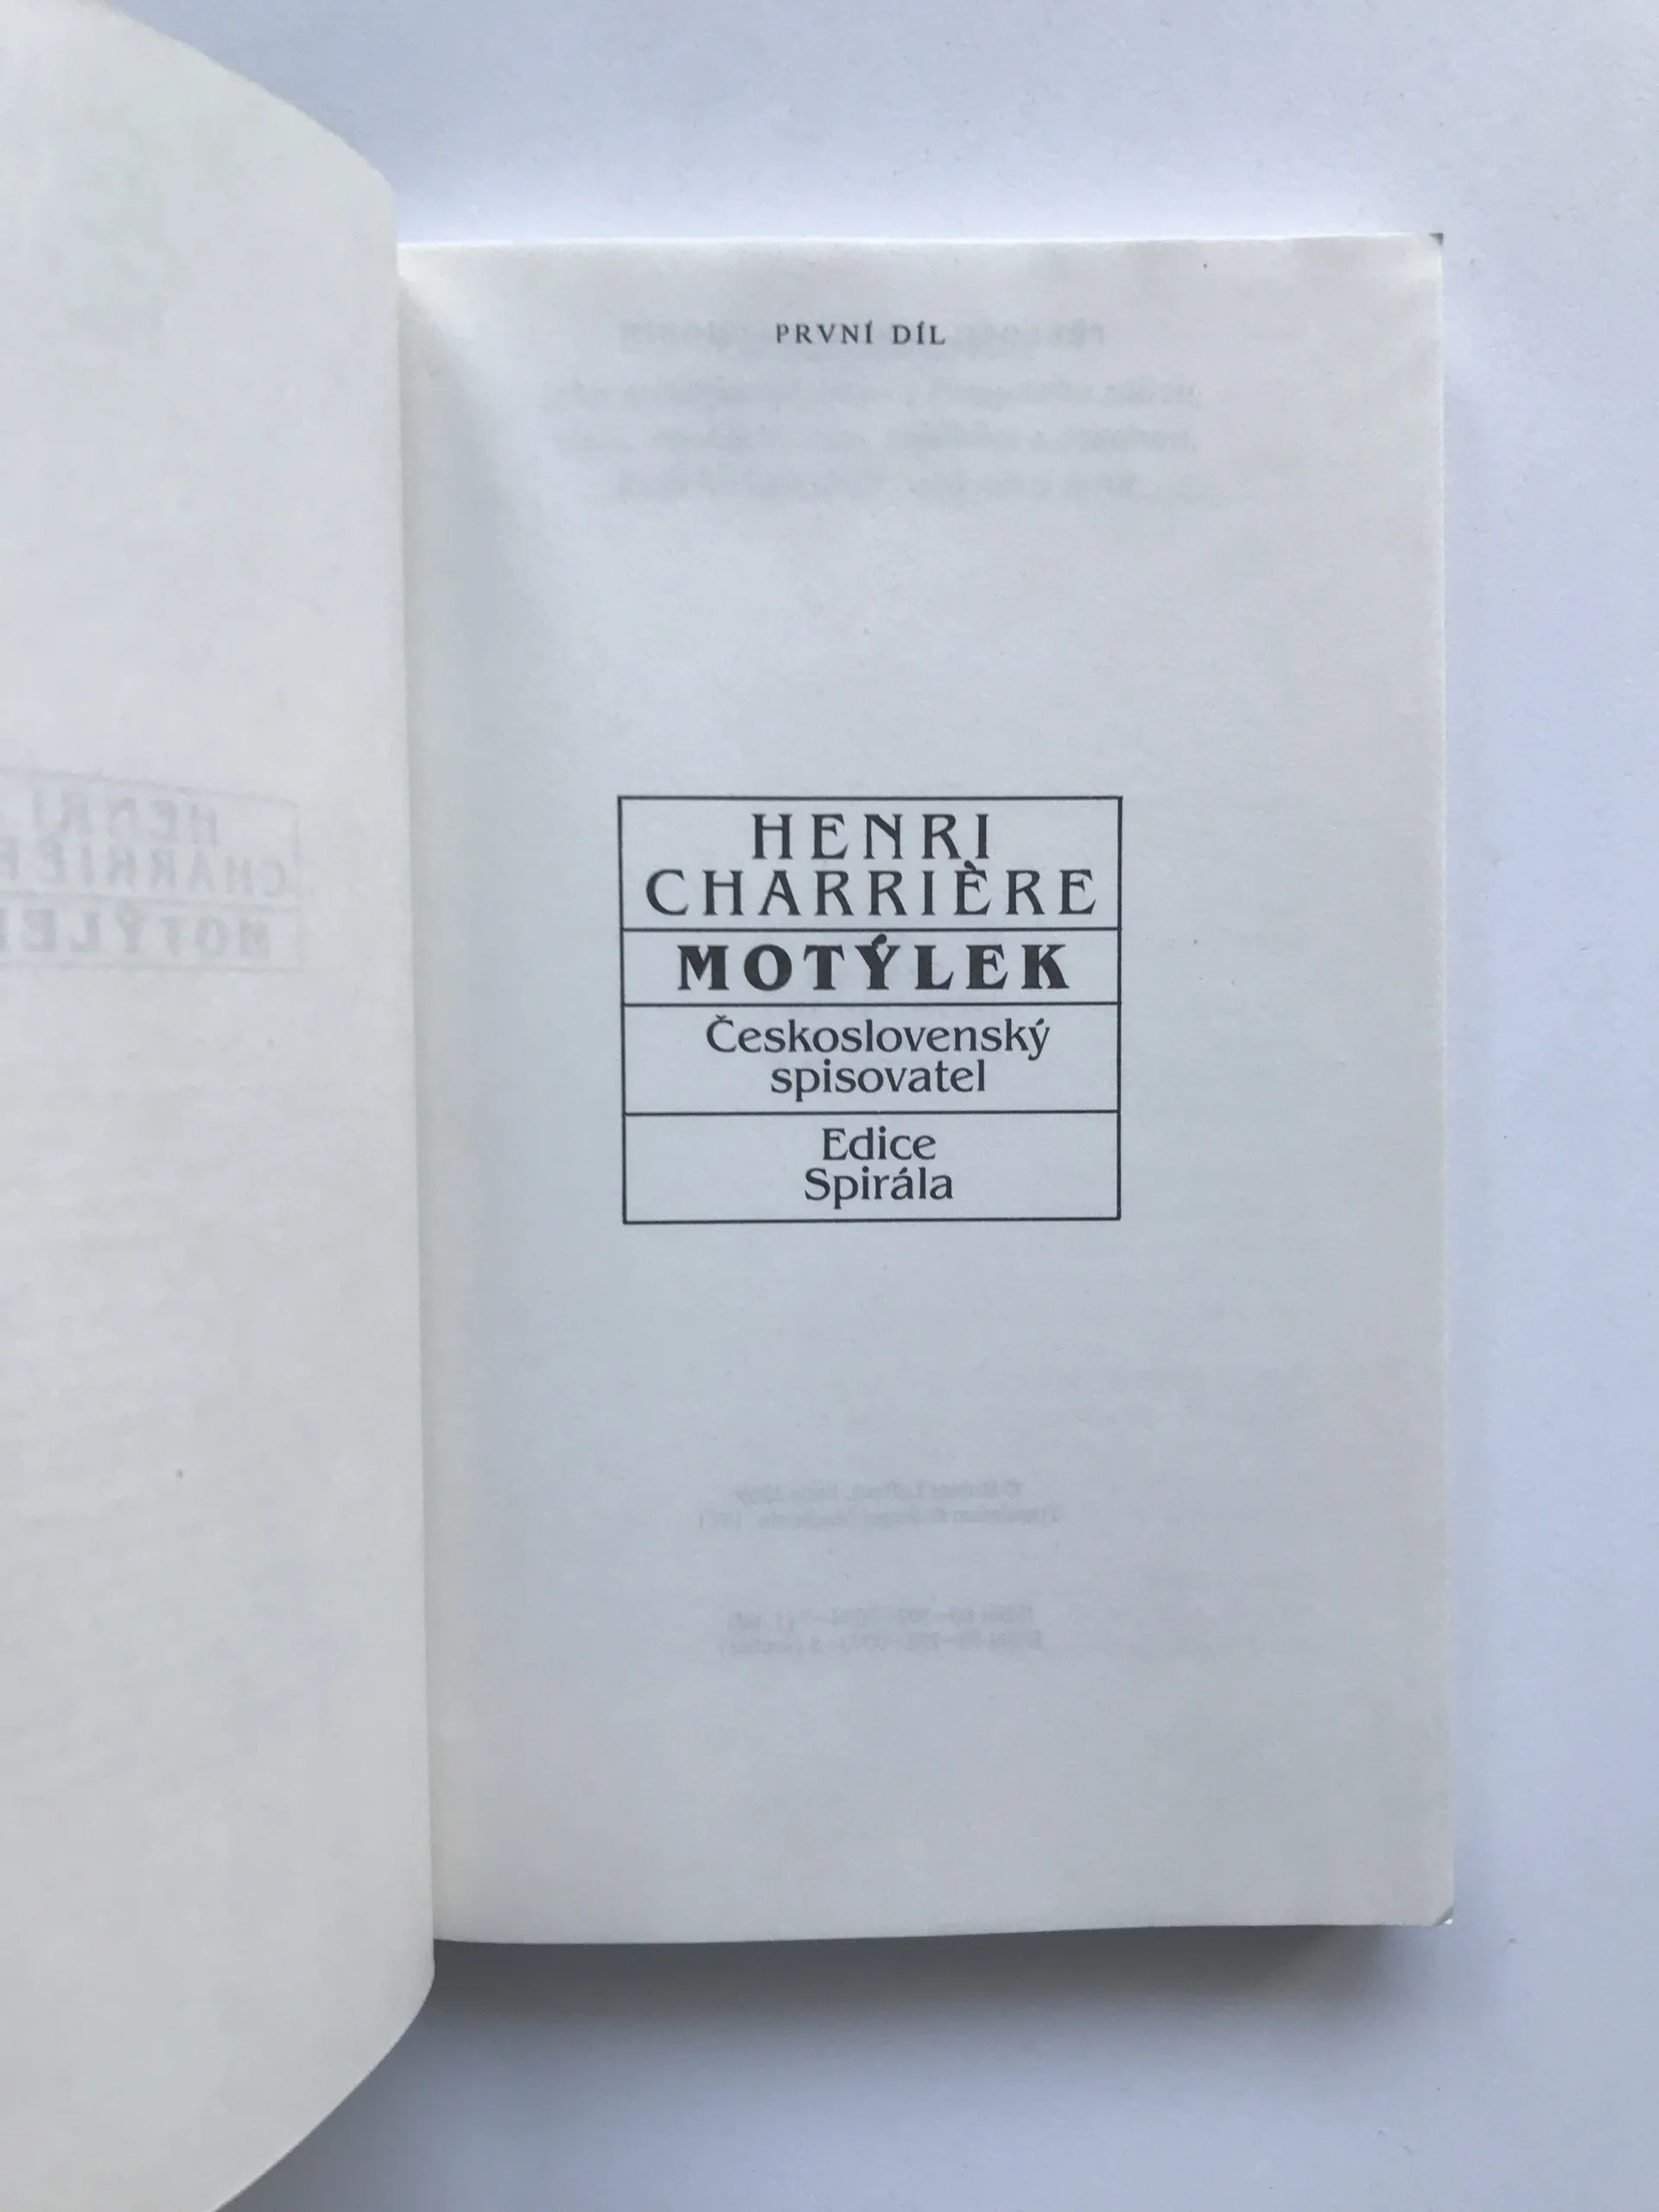 PRVNÍ DÍL
HENRI
CHARRIÈRE
MOTÝLEK
Československý
spisovatel
Edice
Spirála